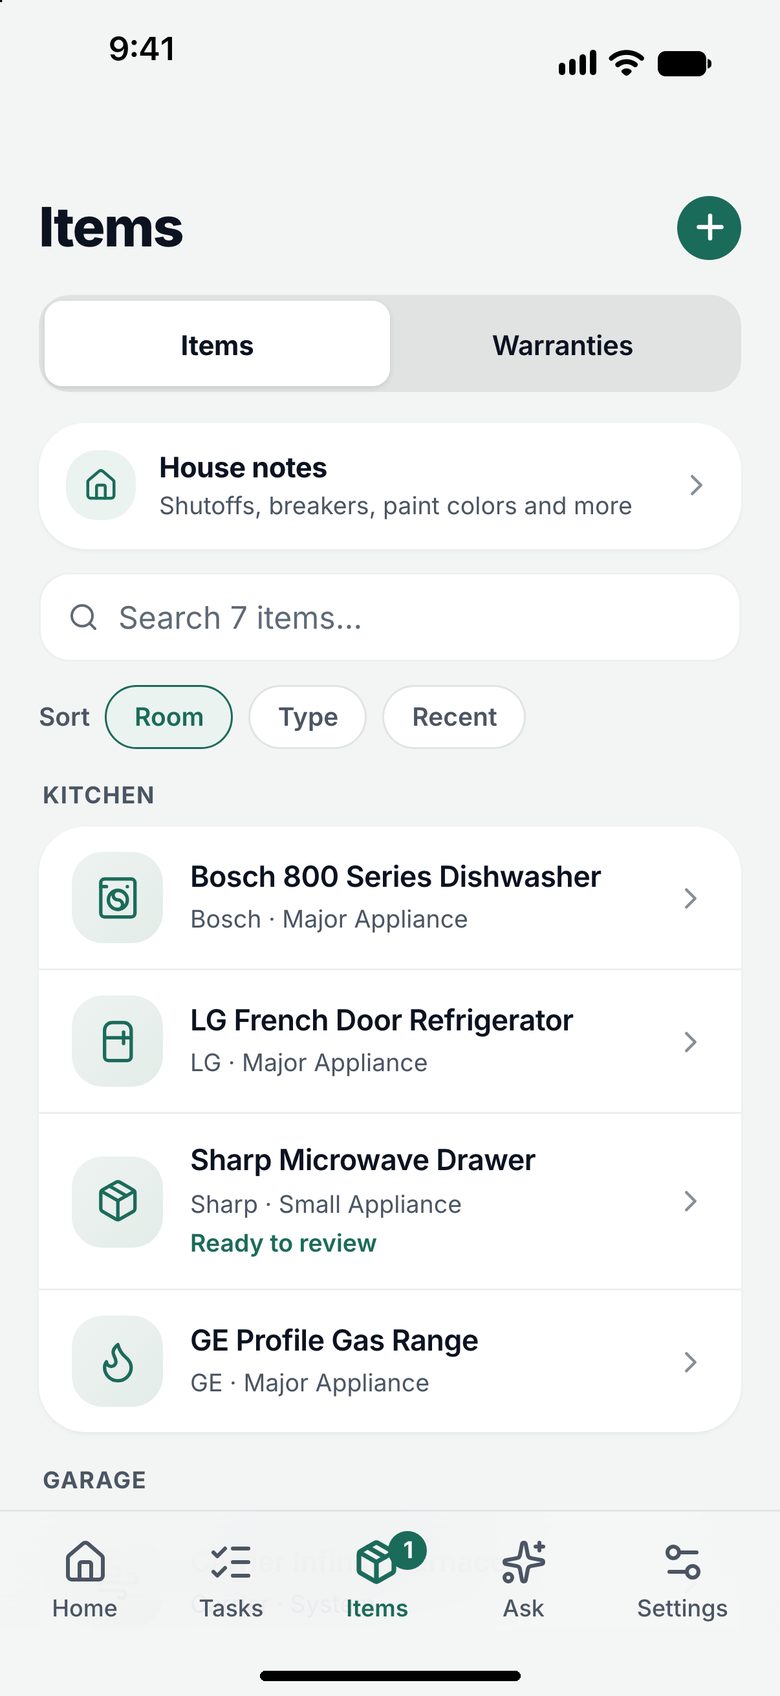 9:41
Items
Items
Warranties
House notes
Shutoffs, breakers, paint colors and more
Search 7 items...
Sort
Room
Type
Recent
KITCHEN
Bosch 800 Series Dishwasher
Bosch · Major Appliance
LG French Door Refrigerator
LG · Major Appliance
Sharp Microwave Drawer
Sharp · Small Appliance
Ready to review
GE Profile Gas Range
GE · Major Appliance
GARAGE
1
Home
Tasks
Items
Ask
Settings